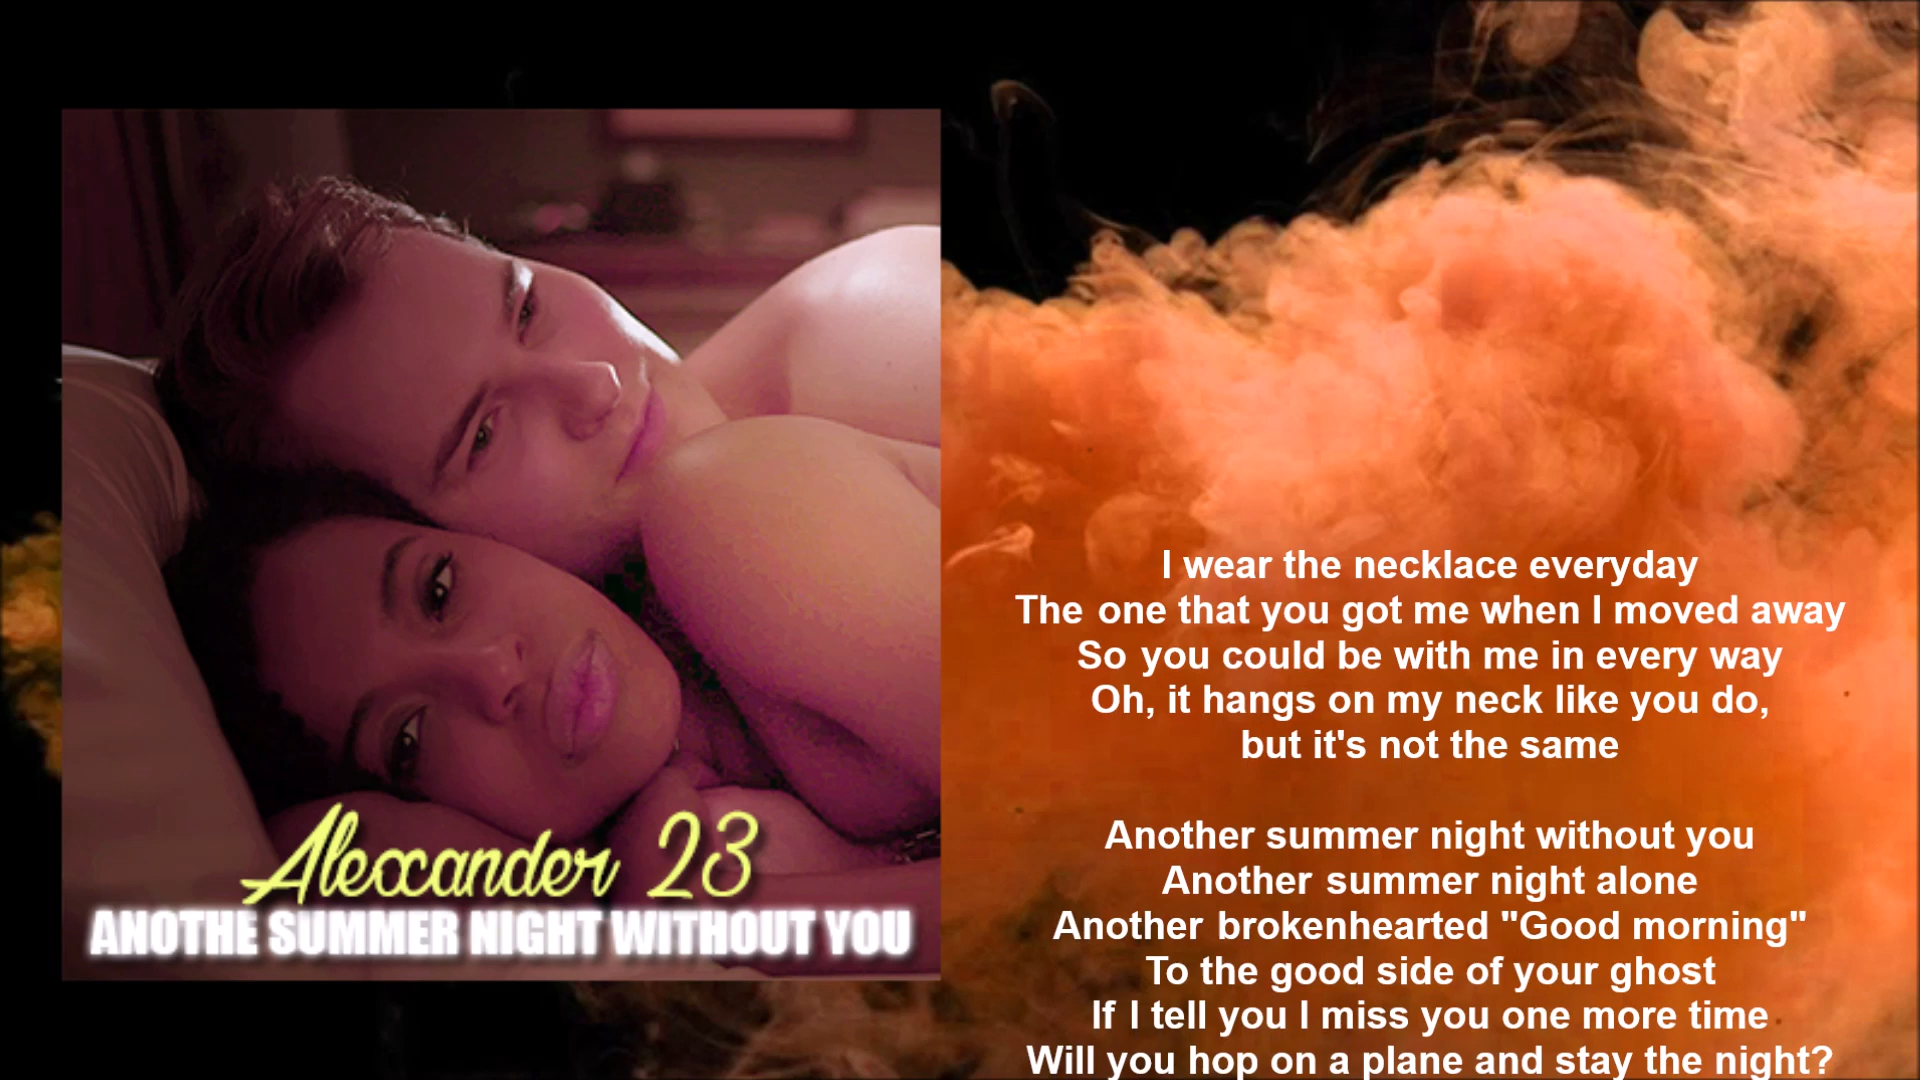 Alexcander 23
ANOTHE SUMMER NIGHT WITHOUT YOU
I wear the necklace everyday
The one that you got me when I moved away
So you could be with me in every way
Oh, it hangs on my neck like you do,
but it's not the same
Another summer night without you
Another summer night alone
Another brokenhearted "Good morning"
To the good side of your ghost
If I tell you I miss you one more time
Will you hop on a plane and stay the night?